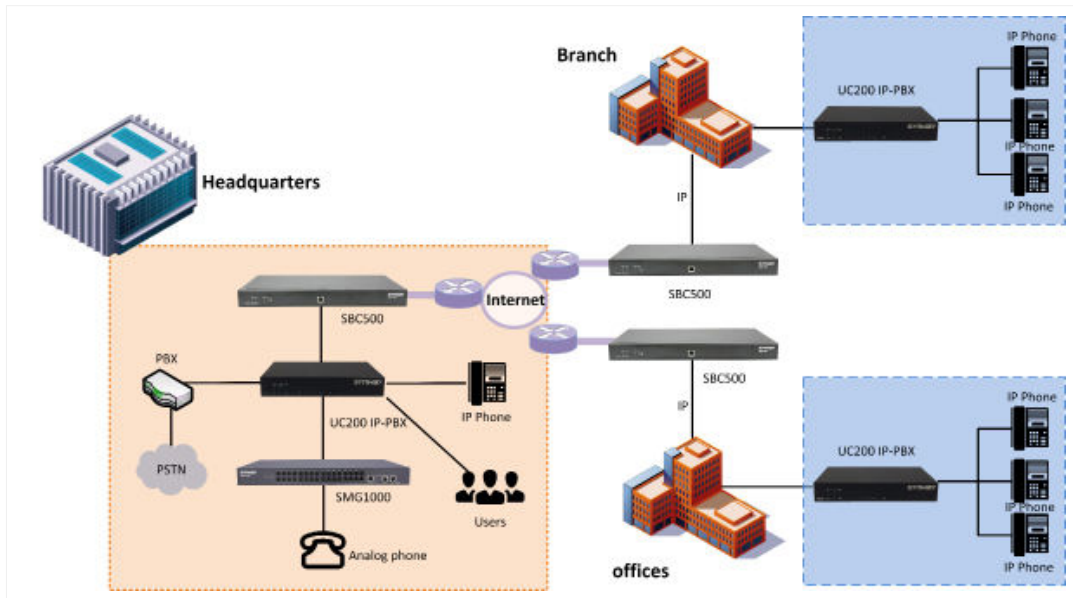 Headquarters
SBC500
Internet
PBX
IP Phone
UC200 IP-PBX
PSTN
SMG1000
Users
Analog phone
Branch
UC200 IP-PBX
IP Phone
IP Phone
IP Phone
IP
SBC500
SBC500
IP
offices
UC200 IP-PBX
IP Phone
IP Phone
IP Phone